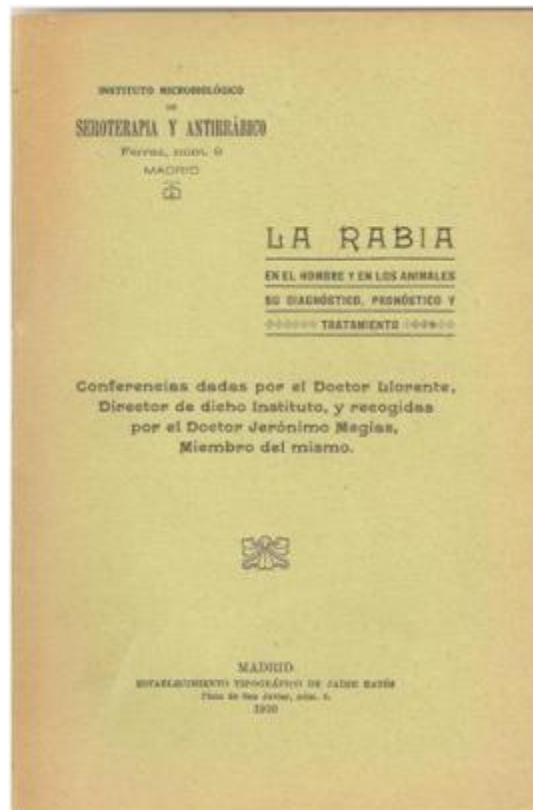 INSTITUTO MICROBIOLÓGICO
DE
SEROTERAPIA Y ANTIRRÁBICO
Ferraz, núm. 9
MADRID
LA RABIA
EN EL HOMBRE Y EN LOS ANIMALES
SU DIAGNÓSTICO, PRONÓSTICO Y
TRATAMIENTO
Conferencias dadas por el Doctor Llorente,
Director de dicho Instituto, y recogidas
por el Doctor Jerónimo Megías,
Miembro del mismo.
MADRID
ESTABLECIMIENTO TIPOGRÁFICO DE JAIME RATÉS
Plaza de San Javier, núm. 6.
1910